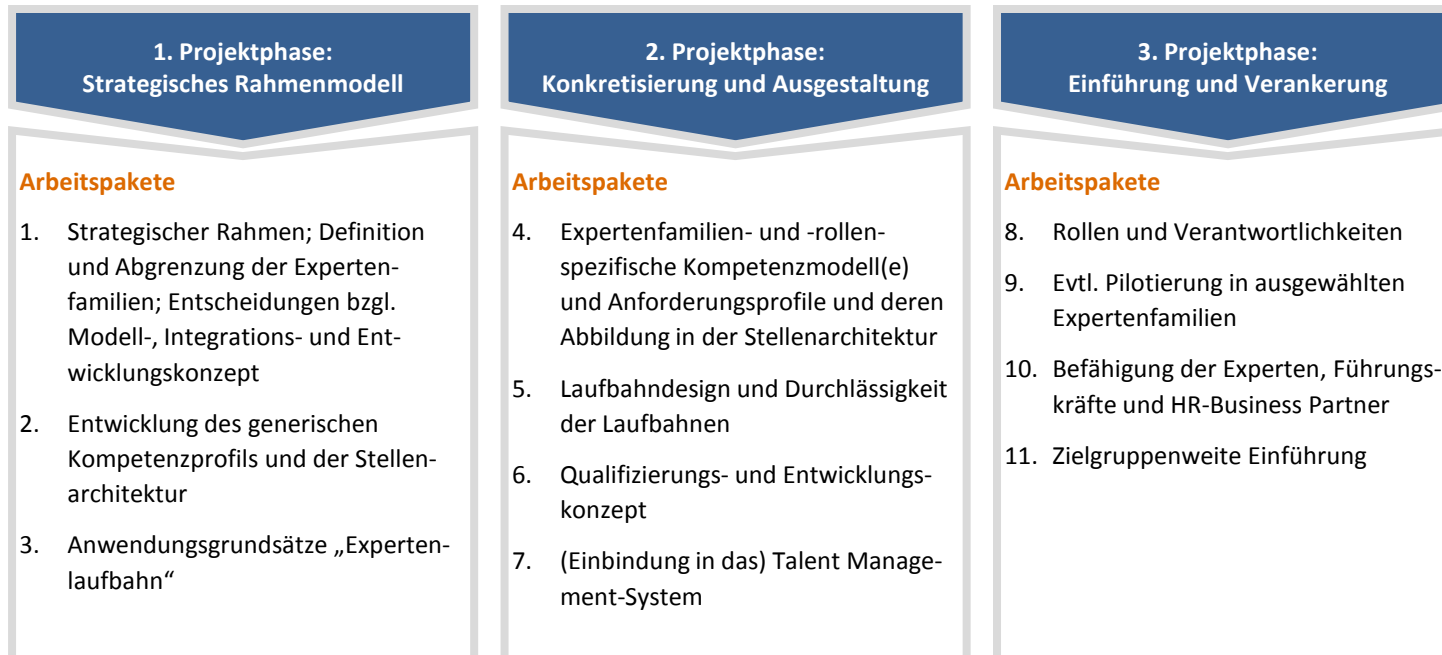 1. Projektphase:
Strategisches Rahmenmodell
Arbeitspakete
1. Strategischer Rahmen; Definition
und Abgrenzung der Experten-
familien; Entscheidungen bzgl.
Modell-, Integrations- und Ent-
wicklungskonzept
2. Entwicklung des generischen
Kompetenzprofils und der Stellen-
architektur
3. Anwendungsgrundsätze „Experten-
laufbahn“
2. Projektphase:
Konkretisierung und Ausgestaltung
Arbeitspakete
4. Expertenfamilien- und -rollen-
spezifische Kompetenzmodell(e)
und Anforderungsprofile und deren
Abbildung in der Stellenarchitektur
5. Laufbahndesign und Durchlässigkeit
der Laufbahnen
6. Qualifizierungs- und Entwicklungs-
konzept
7. (Einbindung in das) Talent Manage-
ment-System
3. Projektphase:
Einführung und Verankerung
Arbeitspakete
8. Rollen und Verantwortlichkeiten
9. Evtl. Pilotierung in ausgewählten
Expertenfamilien
10. Befähigung der Experten, Führungs-
kräfte und HR-Business Partner
11. Zielgruppenweite Einführung